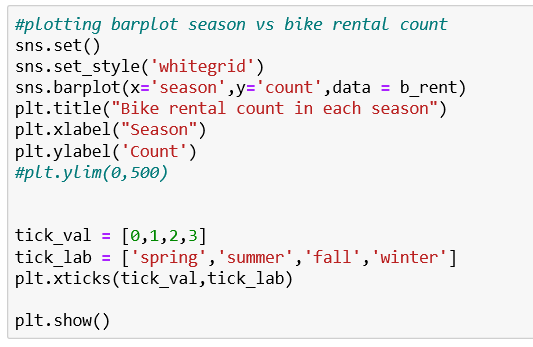 #plotting barplot season vs bike rental count
sns.set()
sns.set_style('whitegrid')
sns.barplot(x='season',y='count',data = b_rent)
plt.title("Bike rental count in each season")
plt.xlabel("Season")
plt.ylabel('Count')
#plt.ylim(0,500)
tick_val = [0,1,2,3]
tick_lab = ['spring','summer','fall','winter']
plt.xticks(tick_val,tick_lab)
plt.show()